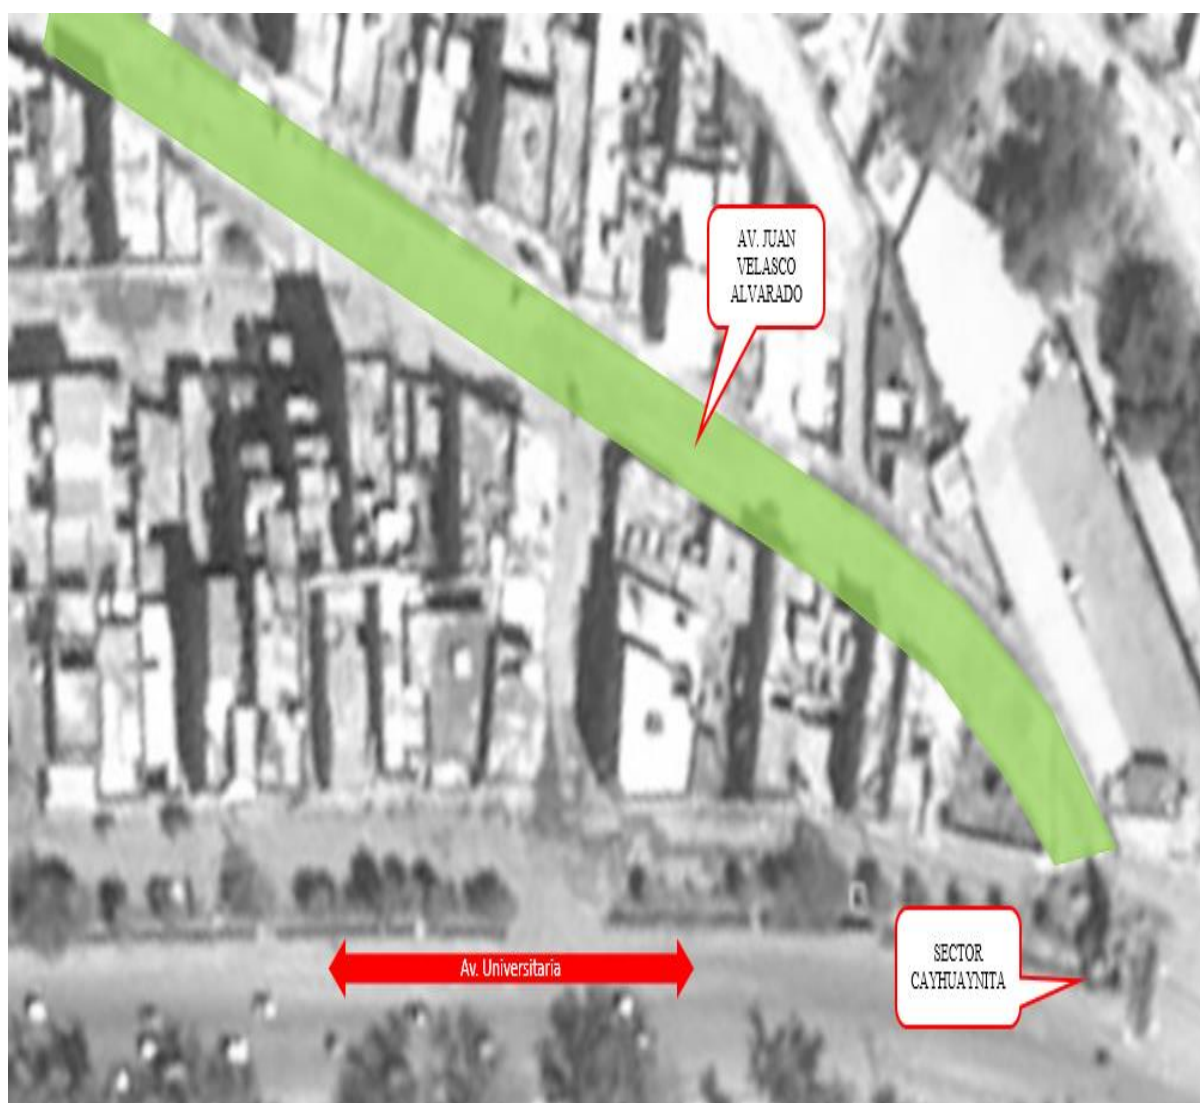 AV. JUAN
VELASCO
ALVARADO
SECTOR
CAYHUAYNITA
Av. Universitaria